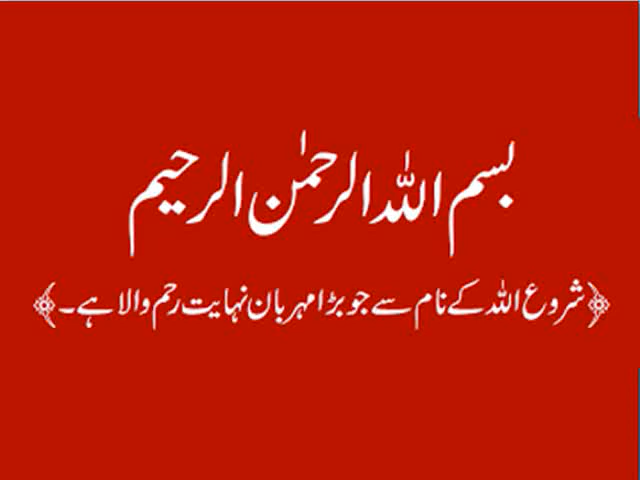 بسم اللہ الرحمٰن الرحیم
﴿شروع اللہ کے نام سے جو بڑا مہربان نہایت رحم والا ہے۔﴾